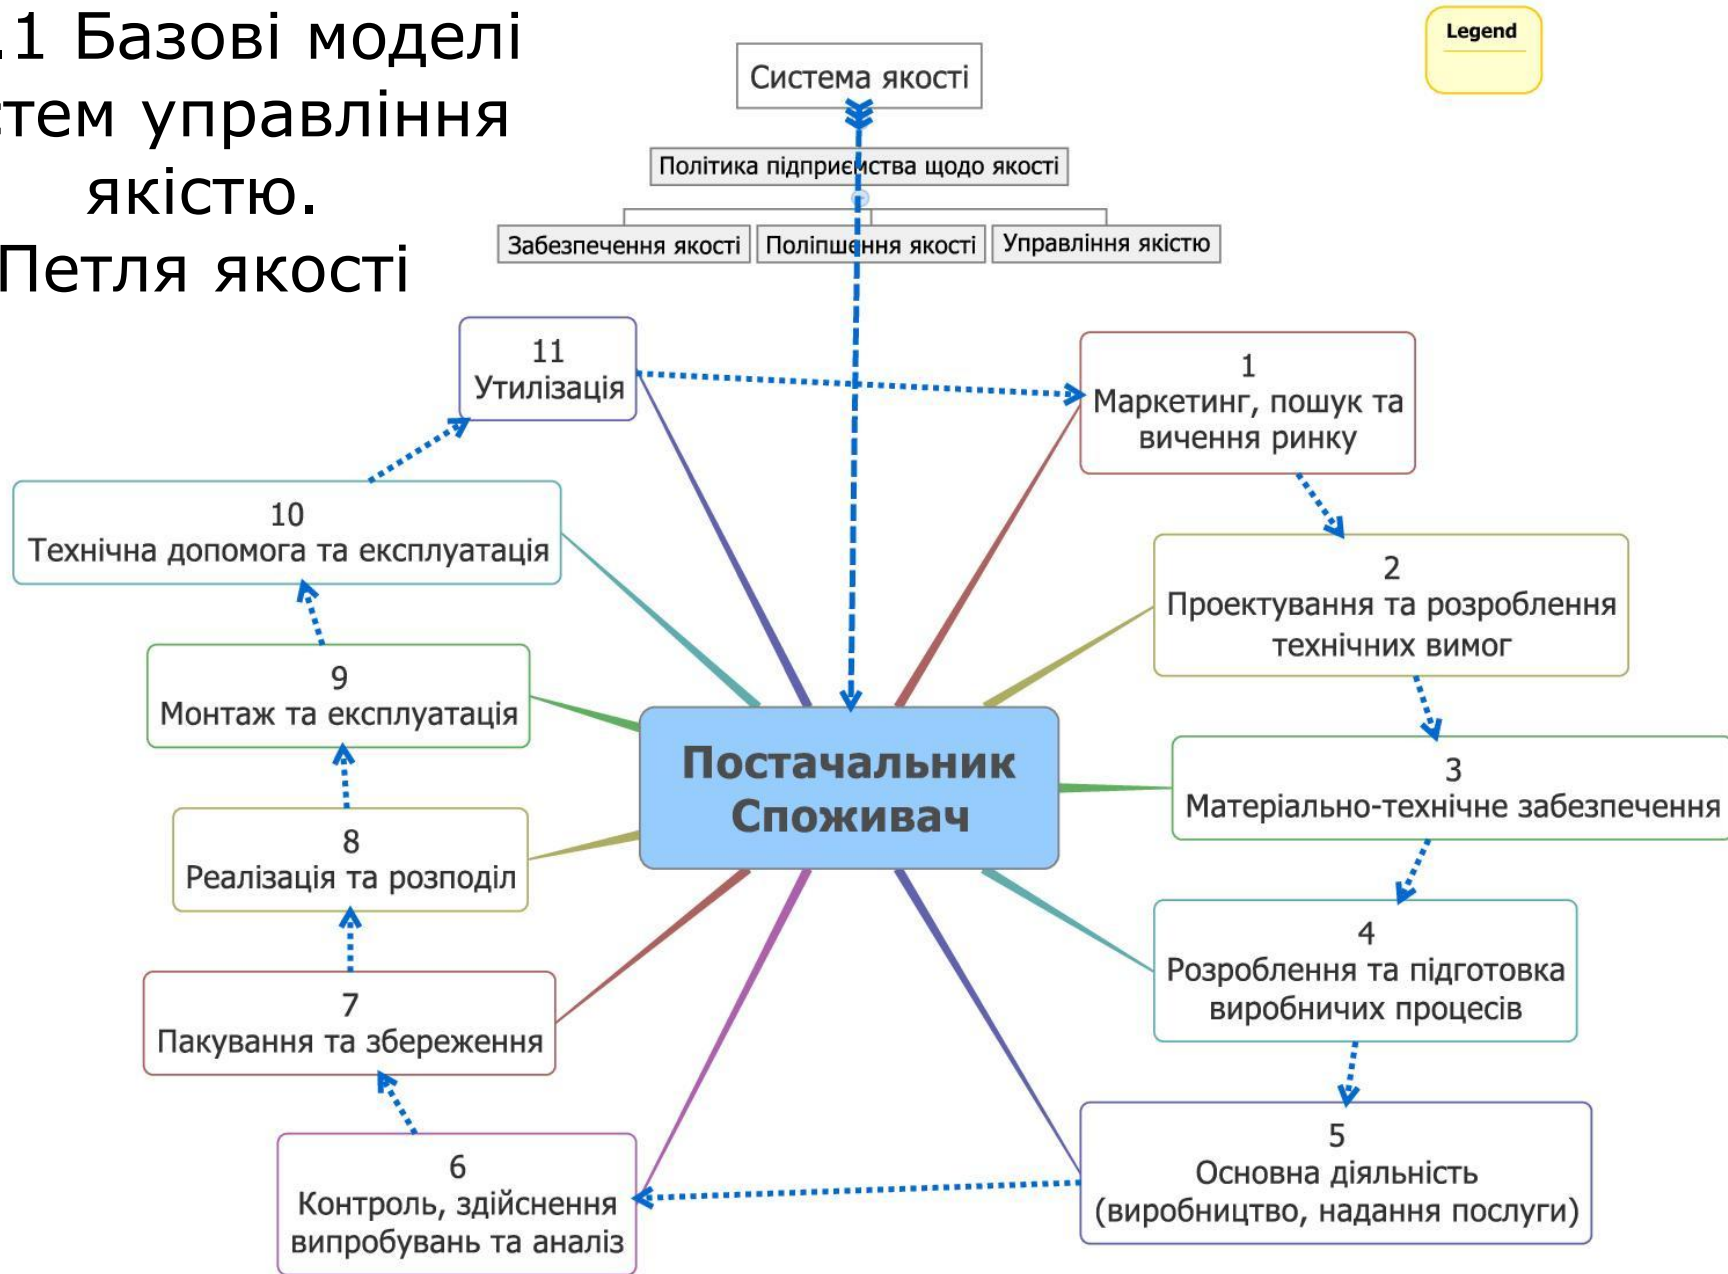 .1 Базові моделі
стем управління
якістю.
Петля якості
Legend
Система якості
Політика підприємства щодо якості
Забезпечення якості
Поліпшення якості
Управління якістю
11
Утилізація
1
Маркетинг, пошук та
вичення ринку
10
Технічна допомога та експлуатація
2
Проектування та розроблення
технічних вимог
9
Монтаж та експлуатація
Постачальник
Споживач
3
Матеріально-технічне забезпечення
8
Реалізація та розподіл
4
Розроблення та підготовка
виробничих процесів
7
Пакування та збереження
5
Основна діяльність
(виробництво, надання послуги)
6
Контроль, здійснення
випробувань та аналіз